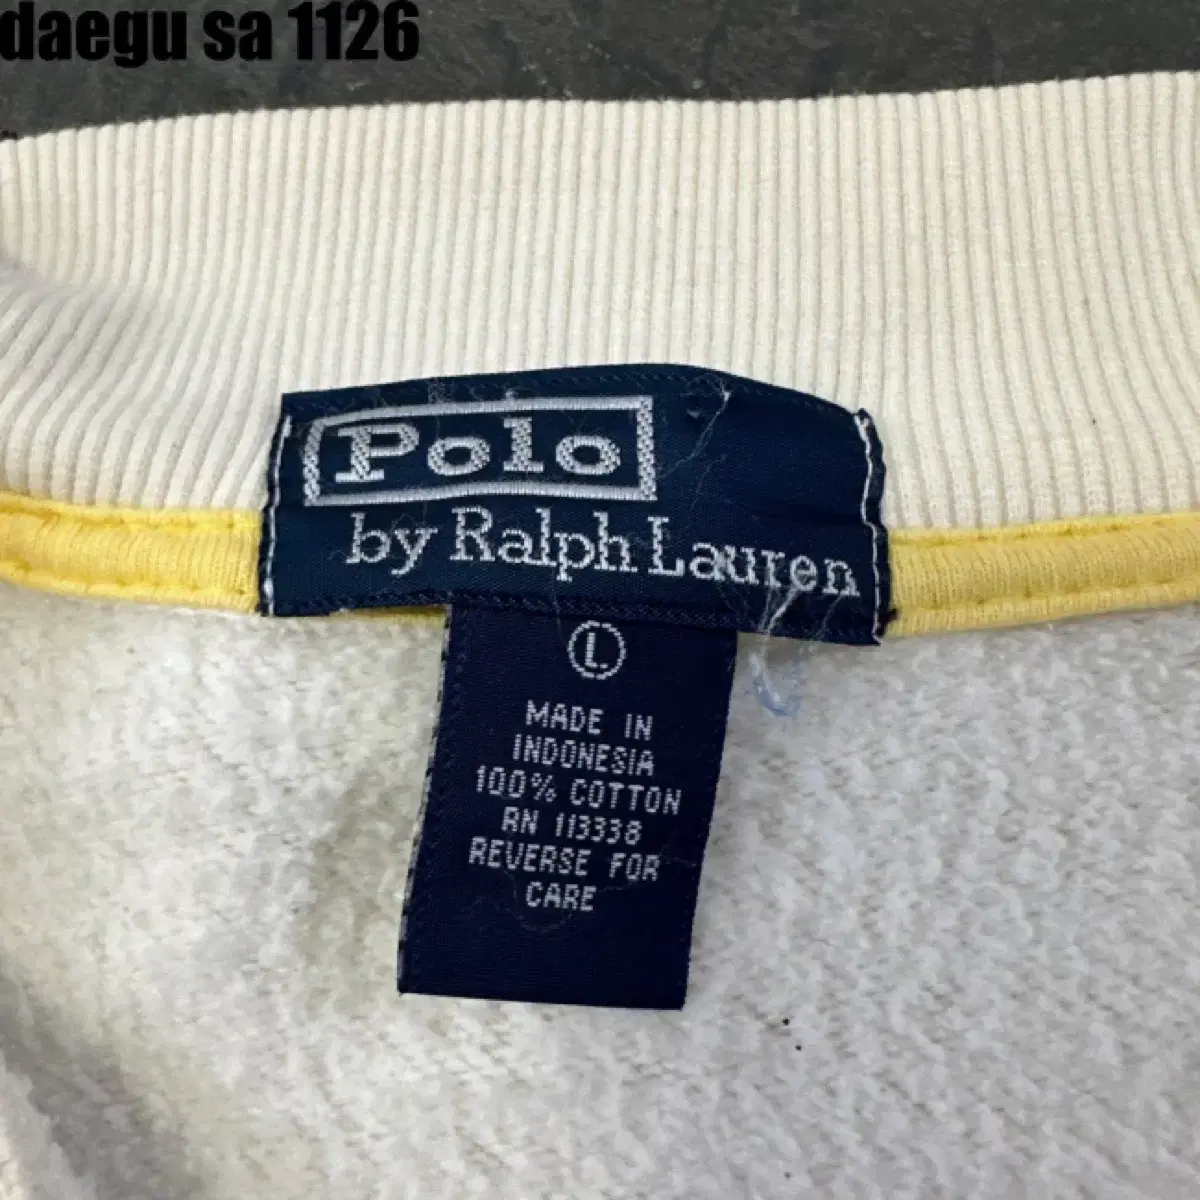 daegu sa 1126
Polo
by Ralph Lauren
L
MADE IN
INDONESIA
100% COTTON
RN 113338
REVERSE FOR
CARE